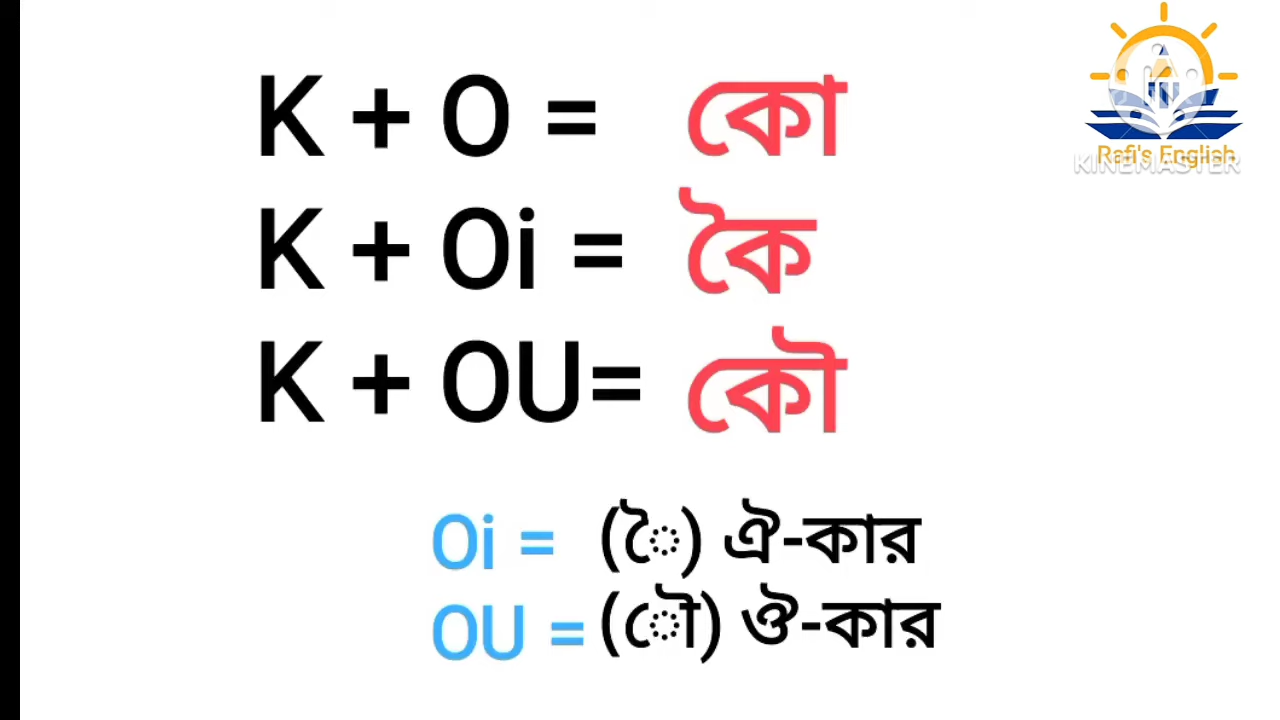 K + O = কো
K + Oi = কৈ
K + OU= কৌ
Oi = (ৈ) ঐ-কার
OU = (ৌ) ঔ-কার
Rafi's English
KINEMASTER